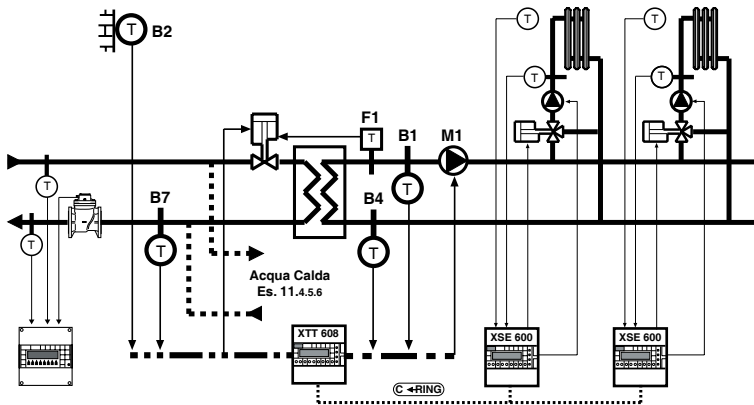 T
B2
T
T
F1
T
B1
M1
T
T
B7
B4
T
T
T
T
T
Acqua Calda
Es. 11.4.5.6
XTT 608
XSE 600
XSE 600
C RING